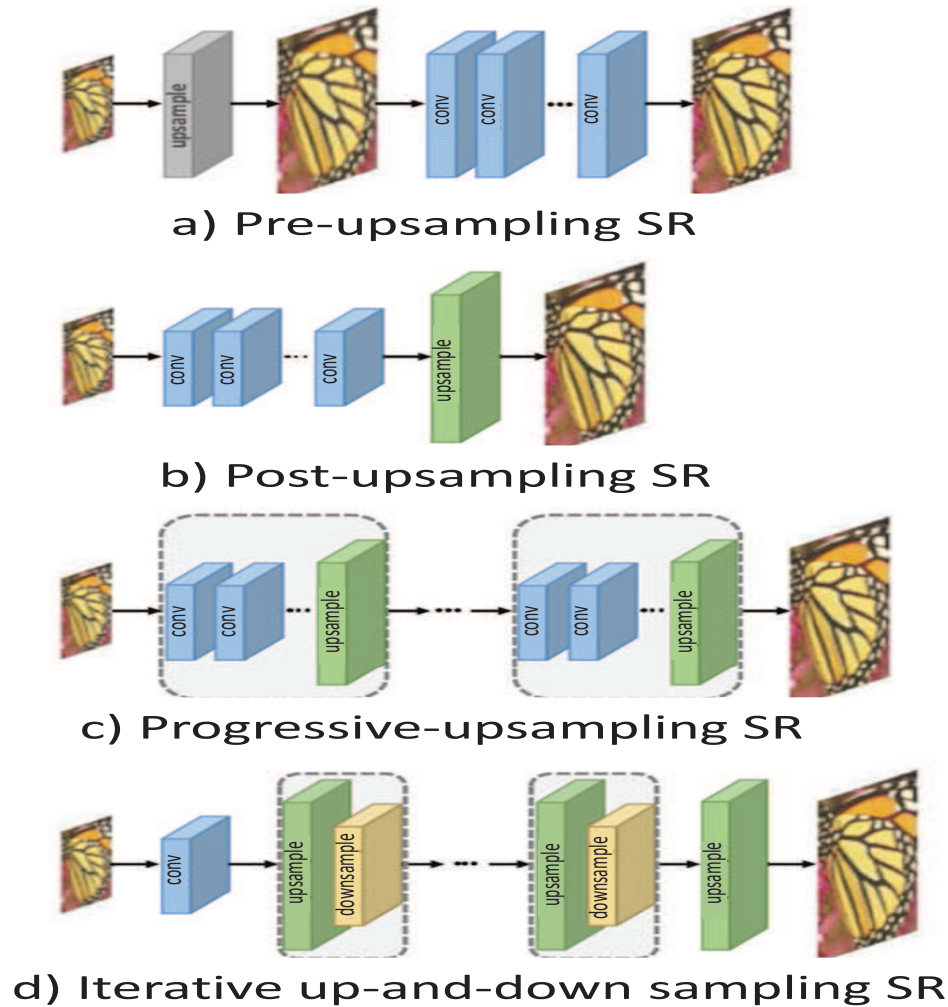 upsample
conv
conv
conv
a) Pre-upsampling SR
conv
conv
conv
upsample
b) Post-upsampling SR
conv
conv
upsample
conv
conv
upsample
c) Progressive-upsampling SR
conv
upsample
downsample
upsample
downsample
upsample
d) Iterative up-and-down sampling SR